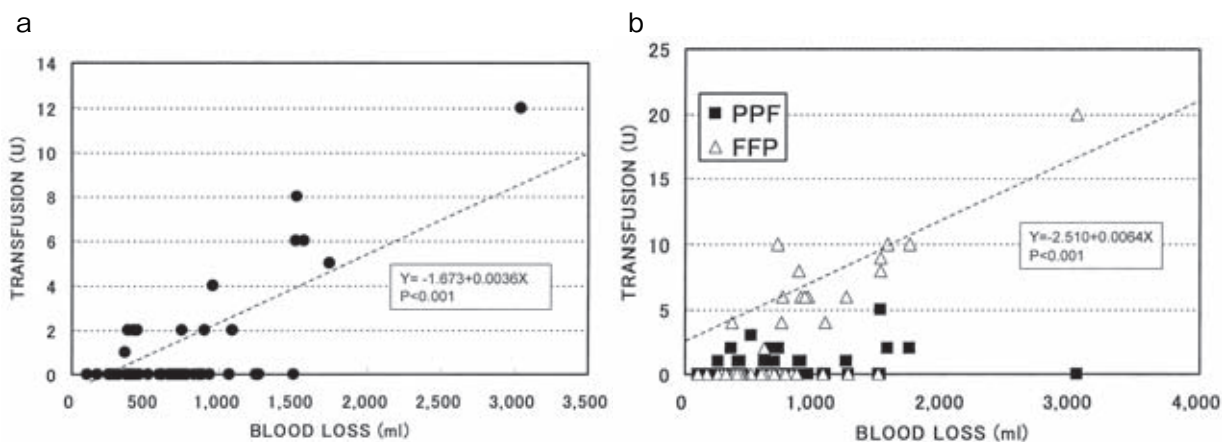 a
14
12
10
8
6
4
2
0
TRANSFUSION (U)
Y= -1.673+0.0036X
P<0.001
0 500 1,000 1,500 2,000 2,500 3,000 3,500
BLOOD LOSS (ml)
b
25
20
15
10
5
0
TRANSFUSION (U)
PPF
FFP
Y=-2.510+0.0064X
P<0.001
0 1,000 2,000 3,000 4,000
BLOOD LOSS (ml)